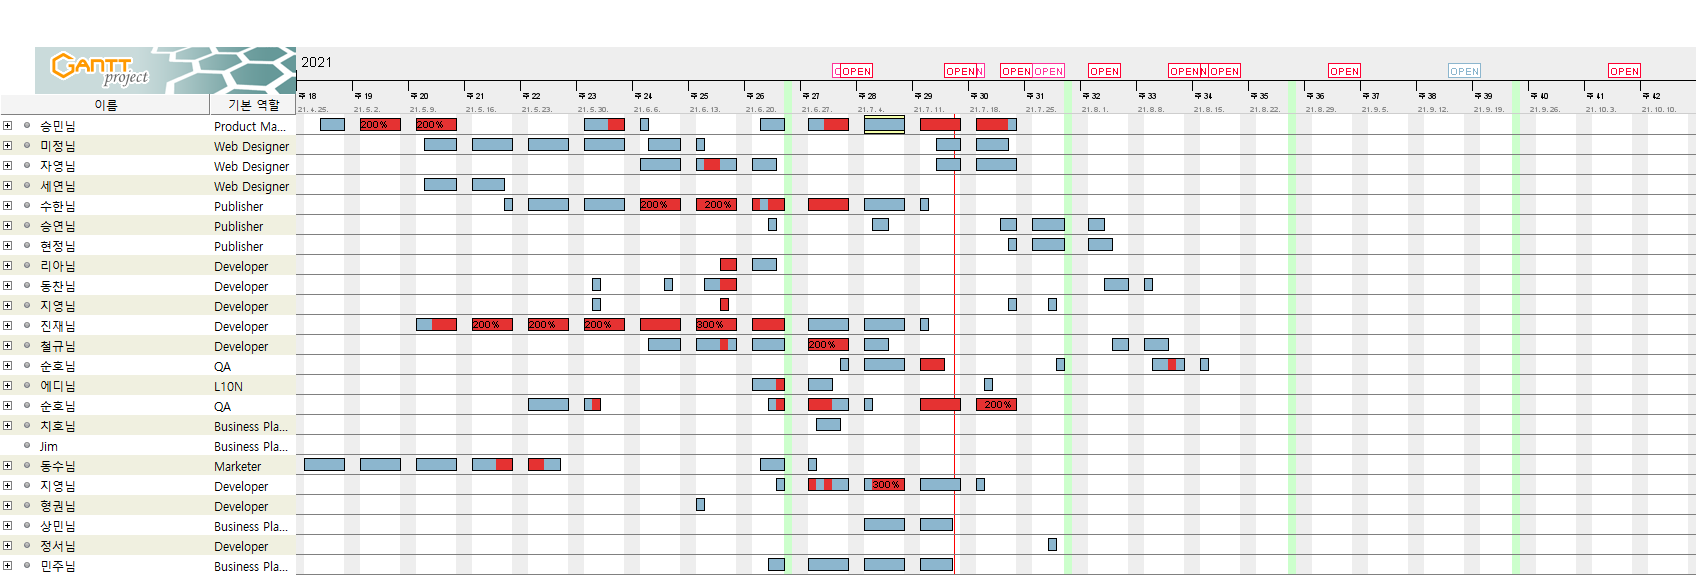 GANTT
project
2021
OPEN OPEN OPEN OPEN OPEN OPEN OPEN OPEN OPEN OPEN
이름 기본 역할
주 18 주 19 주 20 주 21 주 22 주 23 주 24 주 25 주 26 주 27 주 28 주 29 주 30 주 31 주 32 주 33 주 34 주 35 주 36 주 37 주 38 주 39 주 40 주 41 주 42
21. 4. 25. 21. 5. 2. 21. 5. 9. 21. 5. 16. 21. 5. 23. 21. 5. 30. 21. 6. 6. 21. 6. 13. 21. 6. 20. 21. 6. 27. 21. 7. 4. 21. 7. 11. 21. 7. 18. 21. 7. 25. 21. 8. 1. 21. 8. 8. 21. 8. 15. 21. 8. 22. 21. 8. 29. 21. 9. 5. 21. 9. 12. 21. 9. 19. 21. 9. 26. 21. 10. 3. 21. 10. 10.
승민님 Product Ma... 200% 200%
미정님 Web Designer
자영님 Web Designer
세연님 Web Designer
수한님 Publisher 200% 200%
승연님 Publisher
현정님 Publisher
리아님 Developer
동찬님 Developer
지영님 Developer
진재님 Developer 200% 200% 200% 300%
철규님 Developer 200%
순호님 QA
에디님 L10N
순호님 QA 200%
치호님 Business Pla...
Jim Business Pla...
동수님 Marketer
지영님 Developer 300%
형권님 Developer
상민님 Business Pla...
정서님 Developer
민주님 Business Pla...